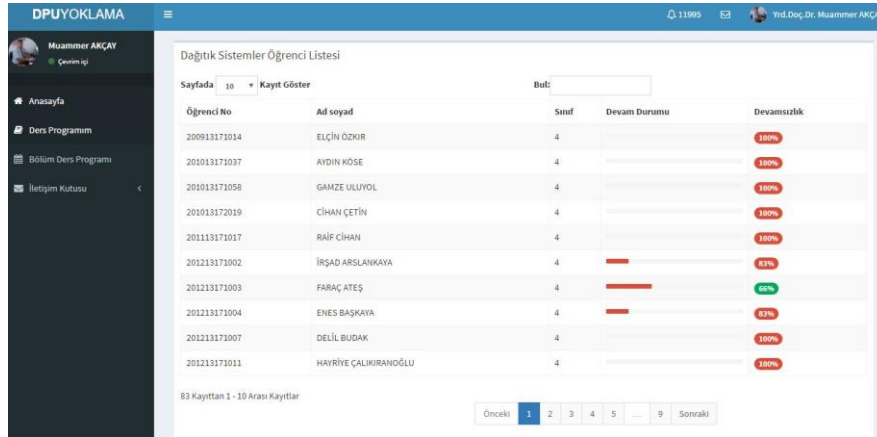 DPUYOKLAMA 11995 Yrd.Doç.Dr. Muammer AKÇA
Muammer AKÇAY
Çevrim içi
Anasayfa
Ders Programım
Bölüm Ders Programı
İletişim Kutusu
Dağıtık Sistemler Öğrenci Listesi
Sayfada 10 Kayıt Göster Bul:
Öğrenci No Ad soyad Sınıf Devam Durumu Devamsızlık
200913171014 ELÇİN ÖZKIR 4 100%
201013171037 AYDIN KÖSE 4 100%
201013171058 GAMZE ULUYOL 4 100%
201013172019 CİHAN ÇETİN 4 100%
201113171017 RAİF CİHAN 4 100%
201213171002 İRŞAD ARSLANKAYA 4 83%
201213171003 FARAÇ ATEŞ 4 66%
201213171004 ENES BAŞKAYA 4 83%
201213171007 DELİL BUDAK 4 100%
201213171011 HAYRİYE ÇALIKIRANOĞLU 4 100%
83 Kayıttan 1 - 10 Arası Kayıtlar
Önceki 1 2 3 4 5 ... 9 Sonraki